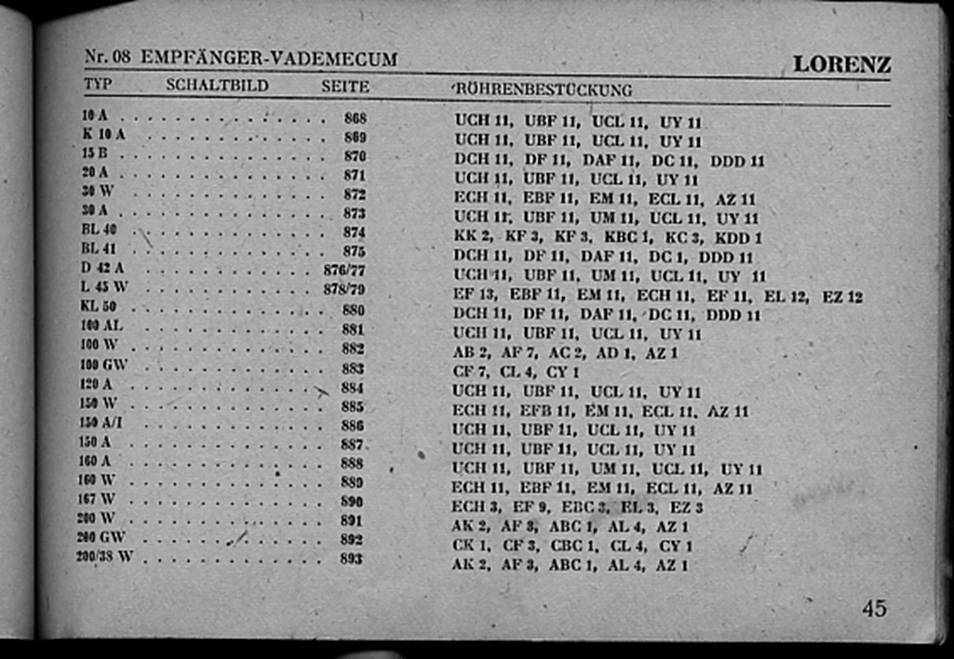 Nr. 08 EMPFÄNGER-VADEMECUM LORENZ
TYP SCHALTBILD SEITE RÖHRENBESTÜCKUNG
10 A . . . . . . . . . . . . . . . 868 UCH 11, UBF 11, UCL 11, UY 11
K 10 A . . . . . . . . . . . . . 869 UCH 11, UBF 11, UCL 11, UY 11
15 B . . . . . . . . . . . . . . . 870 DCH 11, DF 11, DAF 11, DC 11, DDD 11
20 A . . . . . . . . . . . . . . . 871 UCH 11, UBF 11, UCL 11, UY 11
30 W . . . . . . . . . . . . . . 872 ECH 11, EBF 11, EM 11, ECL 11, AZ 11
30 A . . . . . . . . . . . . . . . 873 UCH 11, UBF 11, UM 11, UCL 11, UY 11
BL 40 . . . . . . . . . . . . . . 874 KK 2, KF 3, KF 3, KBC 1, KC 3, KDD 1
BL 41 . . . . . . . . . . . . . . 875 DCH 11, DF 11, DAF 11, DC 1, DDD 11
D 42 A . . . . . . . . . . . . 876/77 UCH 11, UBF 11, UM 11, UCL 11, UY 11
L 45 W . . . . . . . . . . . . 878/79 EF 13, EBF 11, EM 11, ECH 11, EF 11, EL 12, EZ 12
KL 50 . . . . . . . . . . . . . . 880 DCH 11, DF 11, DAF 11, DC 11, DDD 11
100 AL . . . . . . . . . . . . . 881 UCH 11, UBF 11, UCL 11, UY 11
100 W . . . . . . . . . . . . . . 882 AB 2, AF 7, AC 2, AD 1, AZ 1
100 GW . . . . . . . . . . . . . 883 CF 7, CL 4, CY 1
120 A . . . . . . . . . . . . . . 884 UCH 11, UBF 11, UCL 11, UY 11
150 W . . . . . . . . . . . . . . 885 ECH 11, EFB 11, EM 11, ECL 11, AZ 11
150 A/I . . . . . . . . . . . . . 886 UCH 11, UBF 11, UCL 11, UY 11
150 A . . . . . . . . . . . . . . 887 UCH 11, UBF 11, UCL 11, UY 11
160 A . . . . . . . . . . . . . . 888 UCH 11, UBF 11, UM 11, UCL 11, UY 11
160 W . . . . . . . . . . . . . . 889 ECH 11, EBF 11, EM 11, ECL 11, AZ 11
167 W . . . . . . . . . . . . . . 890 ECH 3, EF 9, EBC 3, EL 3, EZ 3
200 W . . . . . . . . . . . . . . 891 AK 2, AF 3, ABC 1, AL 4, AZ 1
200 GW . . . . . . . . . . . . . 892 CK 1, CF 3, CBC 1, CL 4, CY 1
200/38 W . . . . . . . . . . . . . 893 AK 2, AF 3, ABC 1, AL 4, AZ 1
45